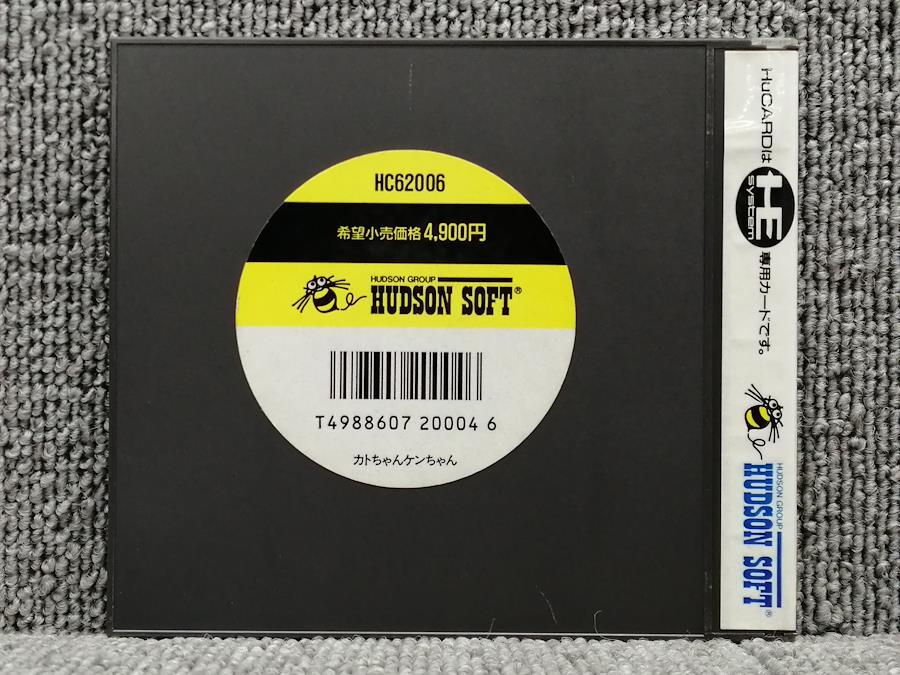 HC62006
希望小売価格 4,900円
HUDSON GROUP
HUDSON SOFT®
T4988607 20004 6
カトちゃんケンちゃん
HuCARDは HE system 専用カードです。
HUDSON GROUP
HUDSON SOFT®